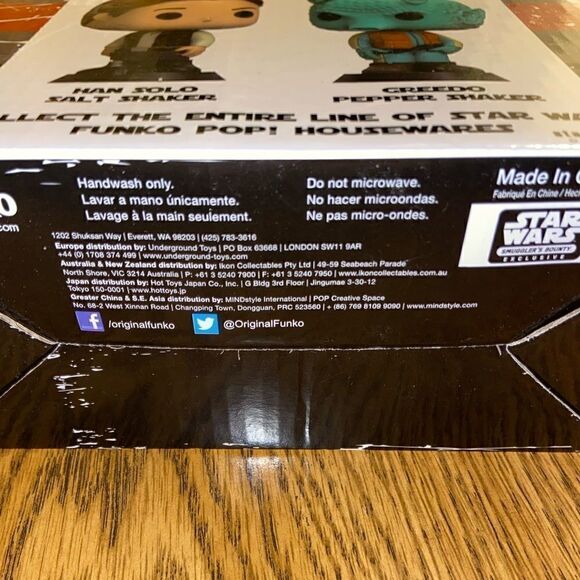 HAN SOLO
SALT SHAKER
GREEDO
PEPPER SHAKER
LLECT THE ENTIRE LINE OF STAR WA
FUNKO POP! HOUSEWARES
Handwash only.
Lavar a mano únicamente.
Lavage à la main seulement.
Do not microwave.
No hacer microondas.
Ne pas micro-ondes.
Made In C
Fabriqué En Chine / Hec
.com
STAR
WARS
SMUGGLER'S BOUNTY
EXCLUSIVE
1202 Shuksan Way | Everett, WA 98203 | (425) 783-3616
Europe distribution by: Underground Toys | PO Box 63668 | LONDON SW11 9AR
+44 (0) 1708 374 499 | www.underground-toys.com
Australia & New Zealand distribution by: Ikon Collectables Pty Ltd | 49-59 Seabeach Parade
North Shore, VIC 3214 Australia | P: +61 3 5240 7900 | F: +61 3 5240 7950 | www.ikoncollectables.com.au
Japan distribution by: Hot Toys Japan Co., Inc. | G Bldg 3rd Floor | Jingumae 3-30-12
Tokyo 150-0001 | www.hottoys.jp
Greater China & S.E. Asia distribution by: MINDstyle International | POP Creative Space
No. 68-2 West Xinnan Road | Changping Town, Dongguan, PRC 523560 | + (86) 769 8109 9090 | www.mindstyle.com
f /originalfunko
@OriginalFunko